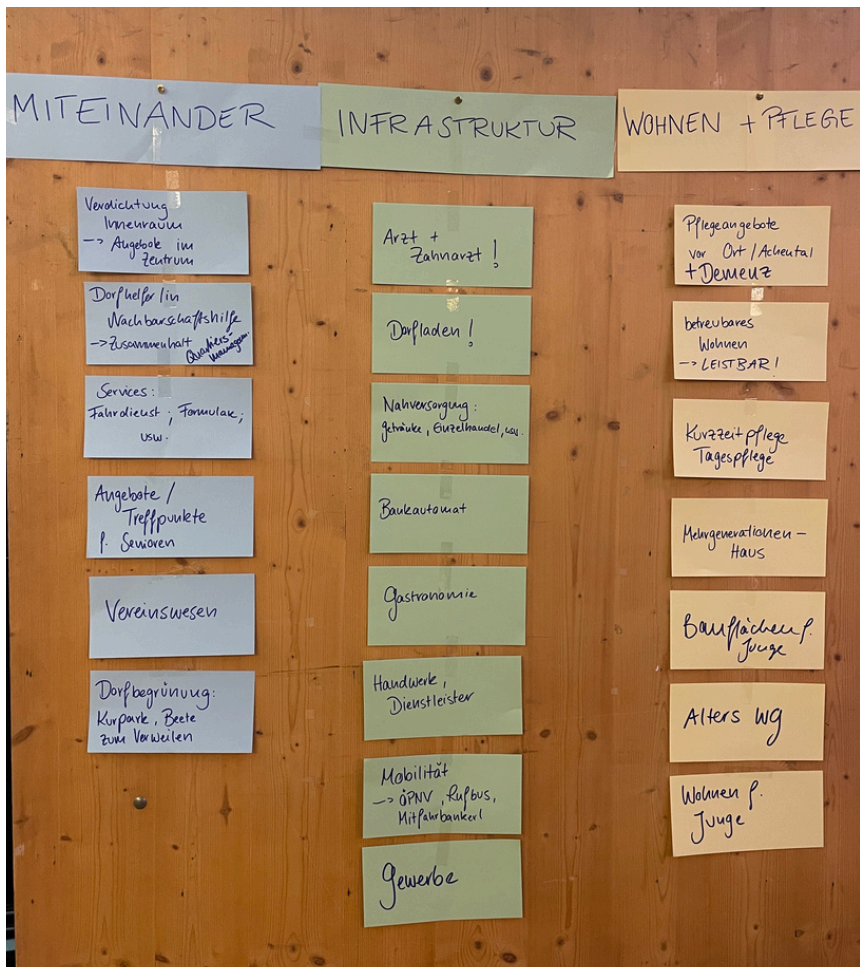 MITEINANDER
Verdichtung
Innenraum
-> Angebote im
Zentrum
Dorfhelfer/in
Nachbarschaftshilfe
-> Zusammenhalt
Quartiers-
managem.
Services:
Fahrdienst; Formulare;
usw.
Angebote /
Treffpunkte
f. Senioren
Vereinswesen
Dorfbegrünung:
Kurpark, Beete
zum Verweilen
INFRASTRUKTUR
Arzt +
Zahnarzt!
Dorfladen!
Nahversorgung:
Getränke, Einzelhandel, usw.
Bankautomat
Gastronomie
Handwerk,
Dienstleister
Mobilität
-> ÖPNV, Rufbus,
Mitfahrbankerl
Gewerbe
WOHNEN + PFLEGE
Pflegeangebote
vor Ort / Achental
+ Demenz
betreubares
Wohnen
-> LEISTBAR!
Kurzzeitpflege
Tagespflege
Mehrgenerationen-
Haus
Bauflächen f.
Junge
Alters WG
Wohnen f.
Junge